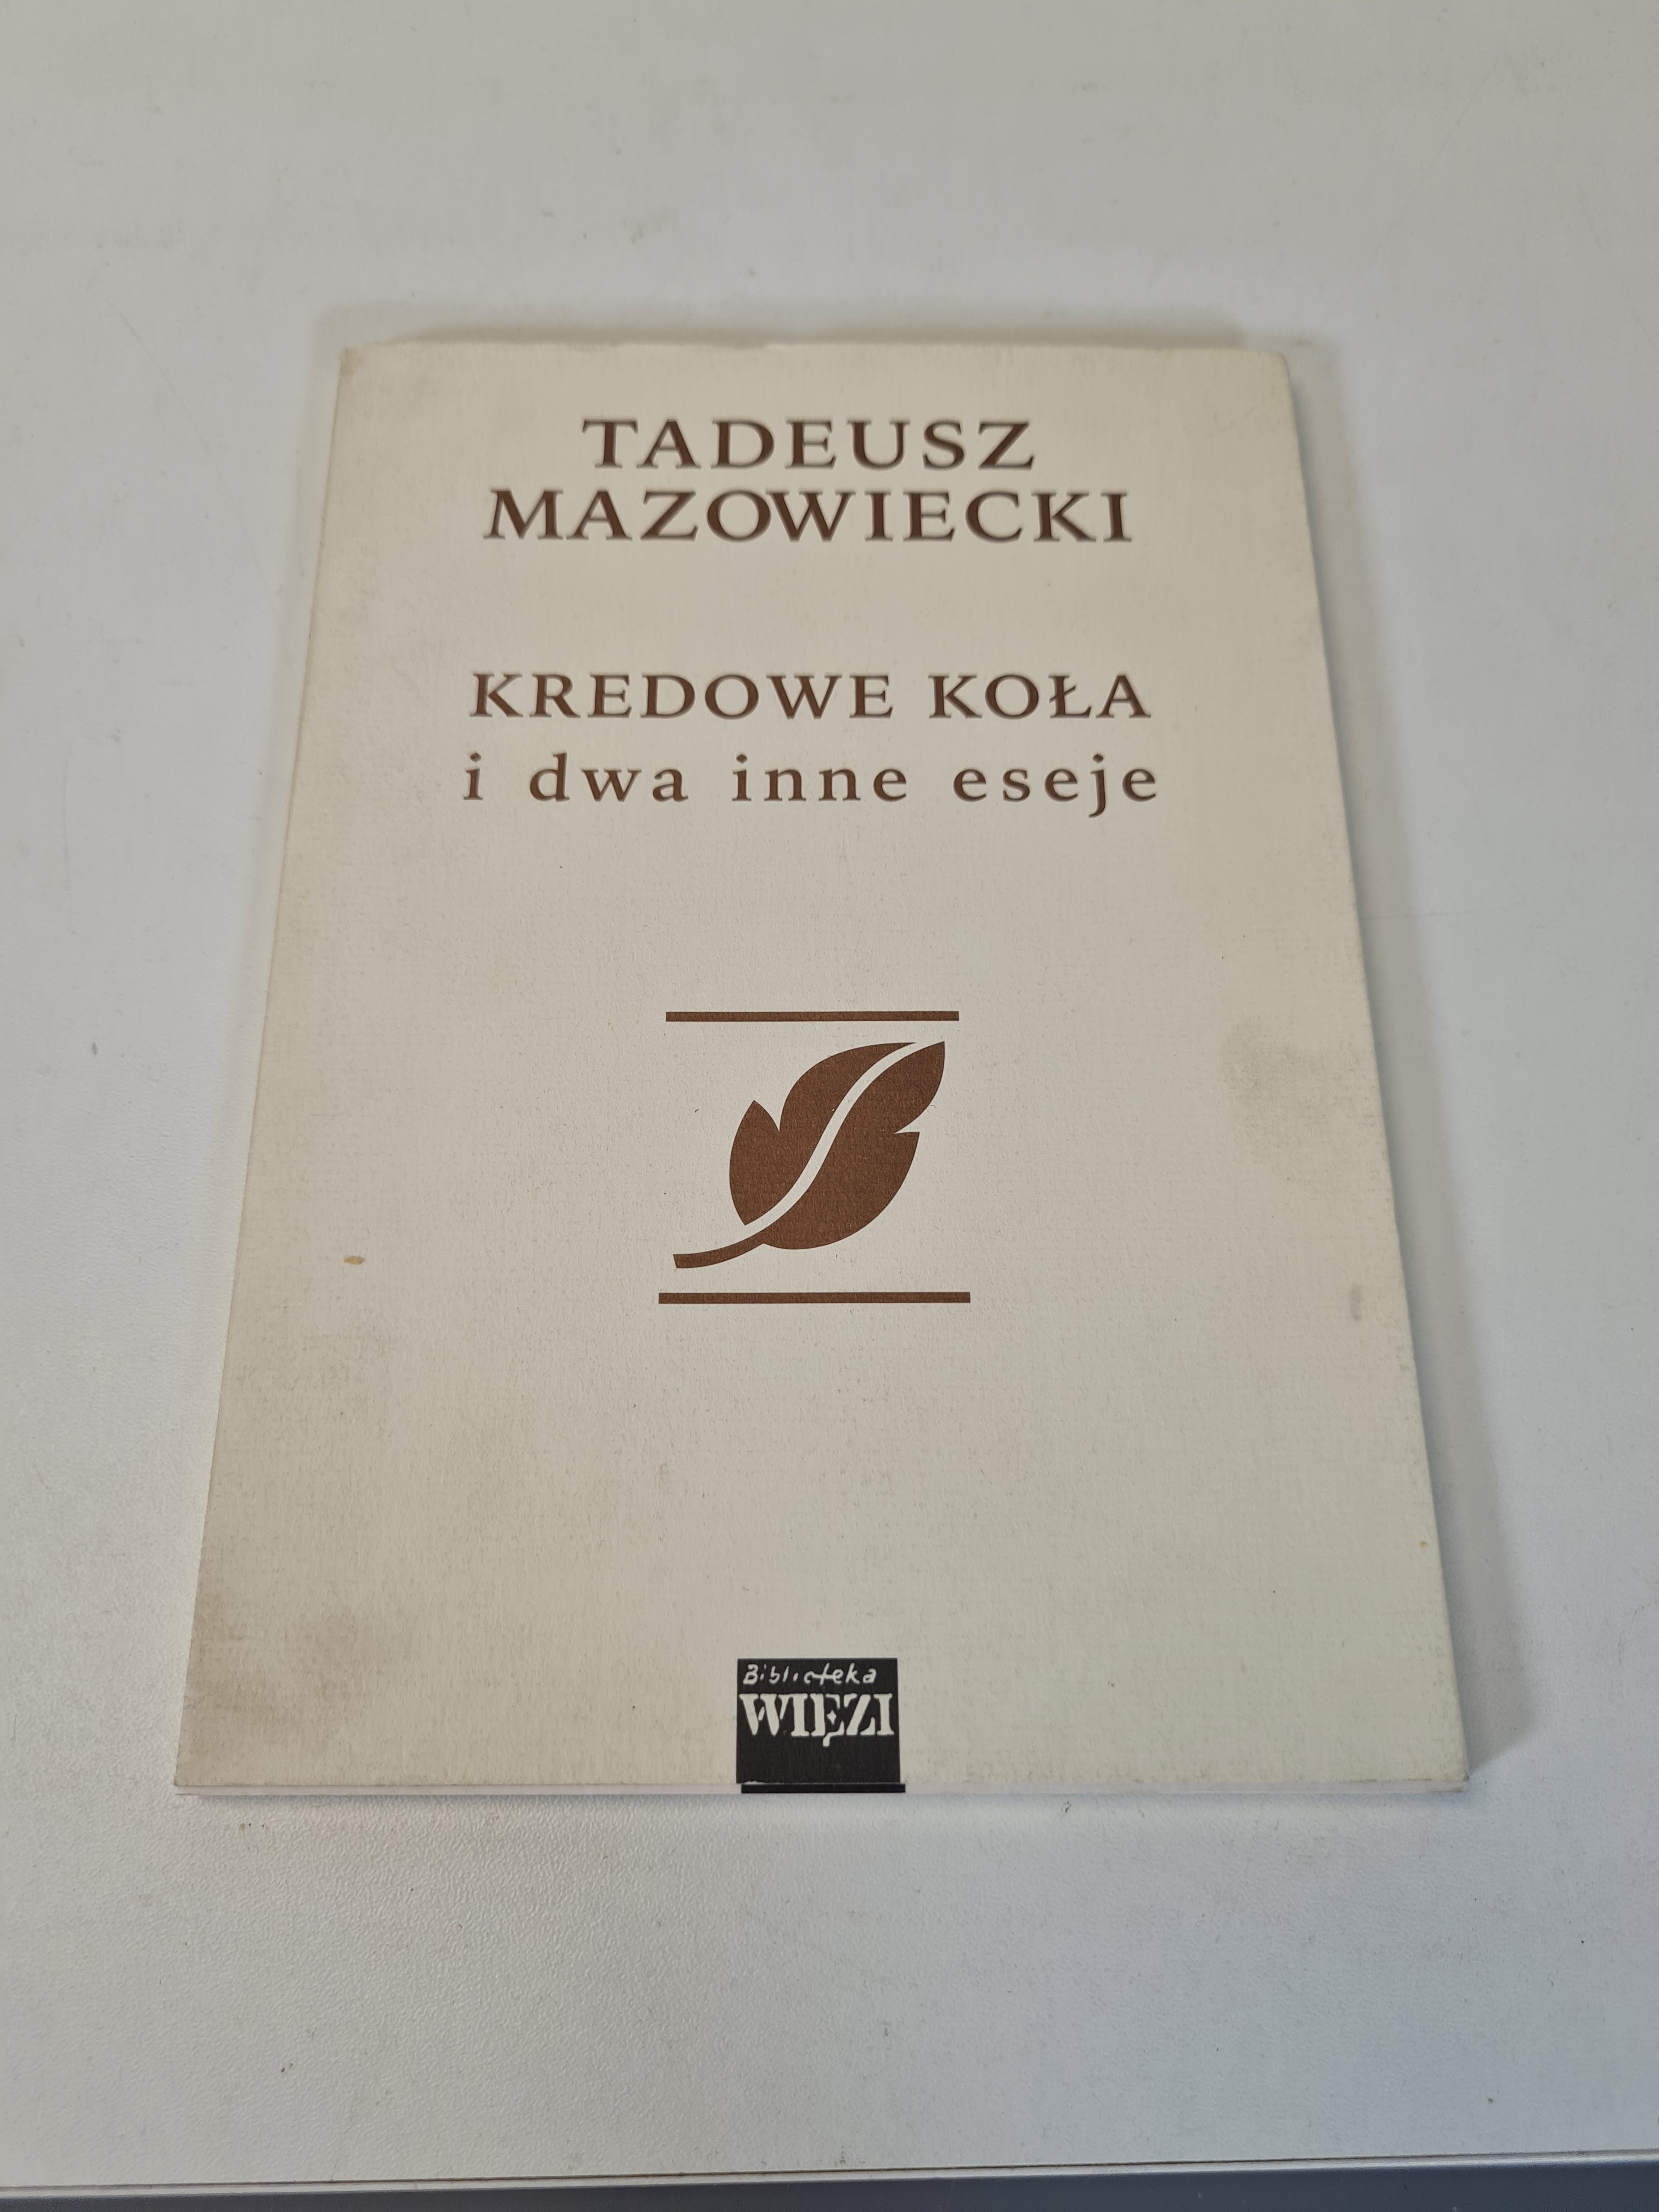 TADEUSZ
MAZOWIECKI
KREDOWE KOŁA
i dwa inne eseje
Biblioteka
WIĘZI